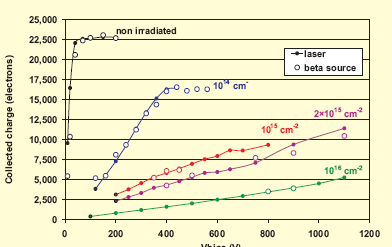 25,000
non irradiated
22,500
20,000
laser
beta source
17,500
10¹⁴ cm⁻
15,000
12,500
2×10¹⁵ cm⁻²
10¹⁵ cm⁻²
10,000
7,500
10¹⁶ cm⁻²
5,000
2,500
0
0 200 400 600 800 1000 1200
Collected charge (electrons)